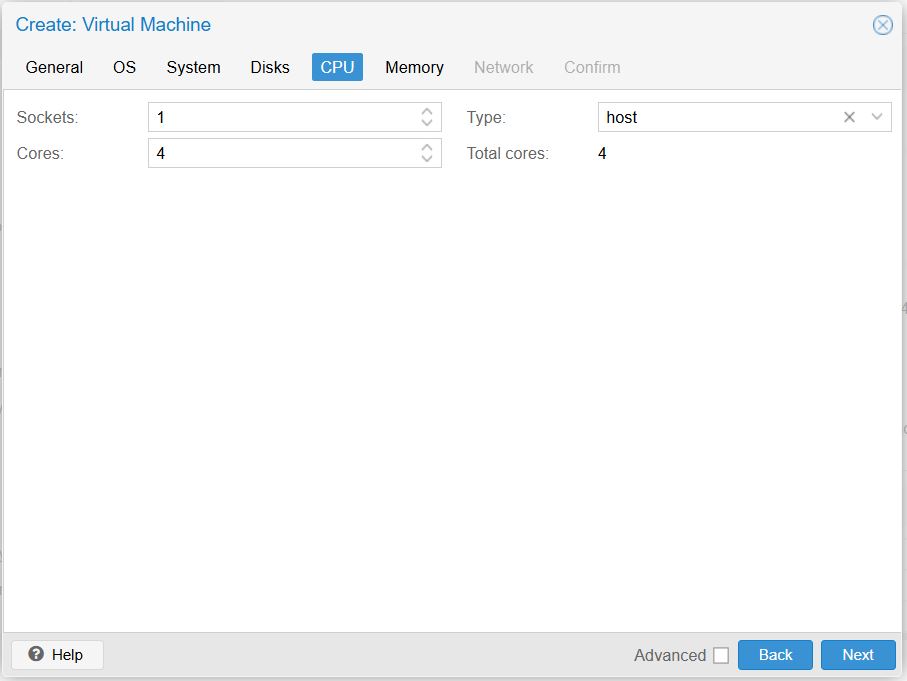 Create: Virtual Machine
General OS System Disks CPU Memory Network Confirm
Sockets: 1 Type: host
Cores: 4 Total cores: 4
Help Advanced Back Next